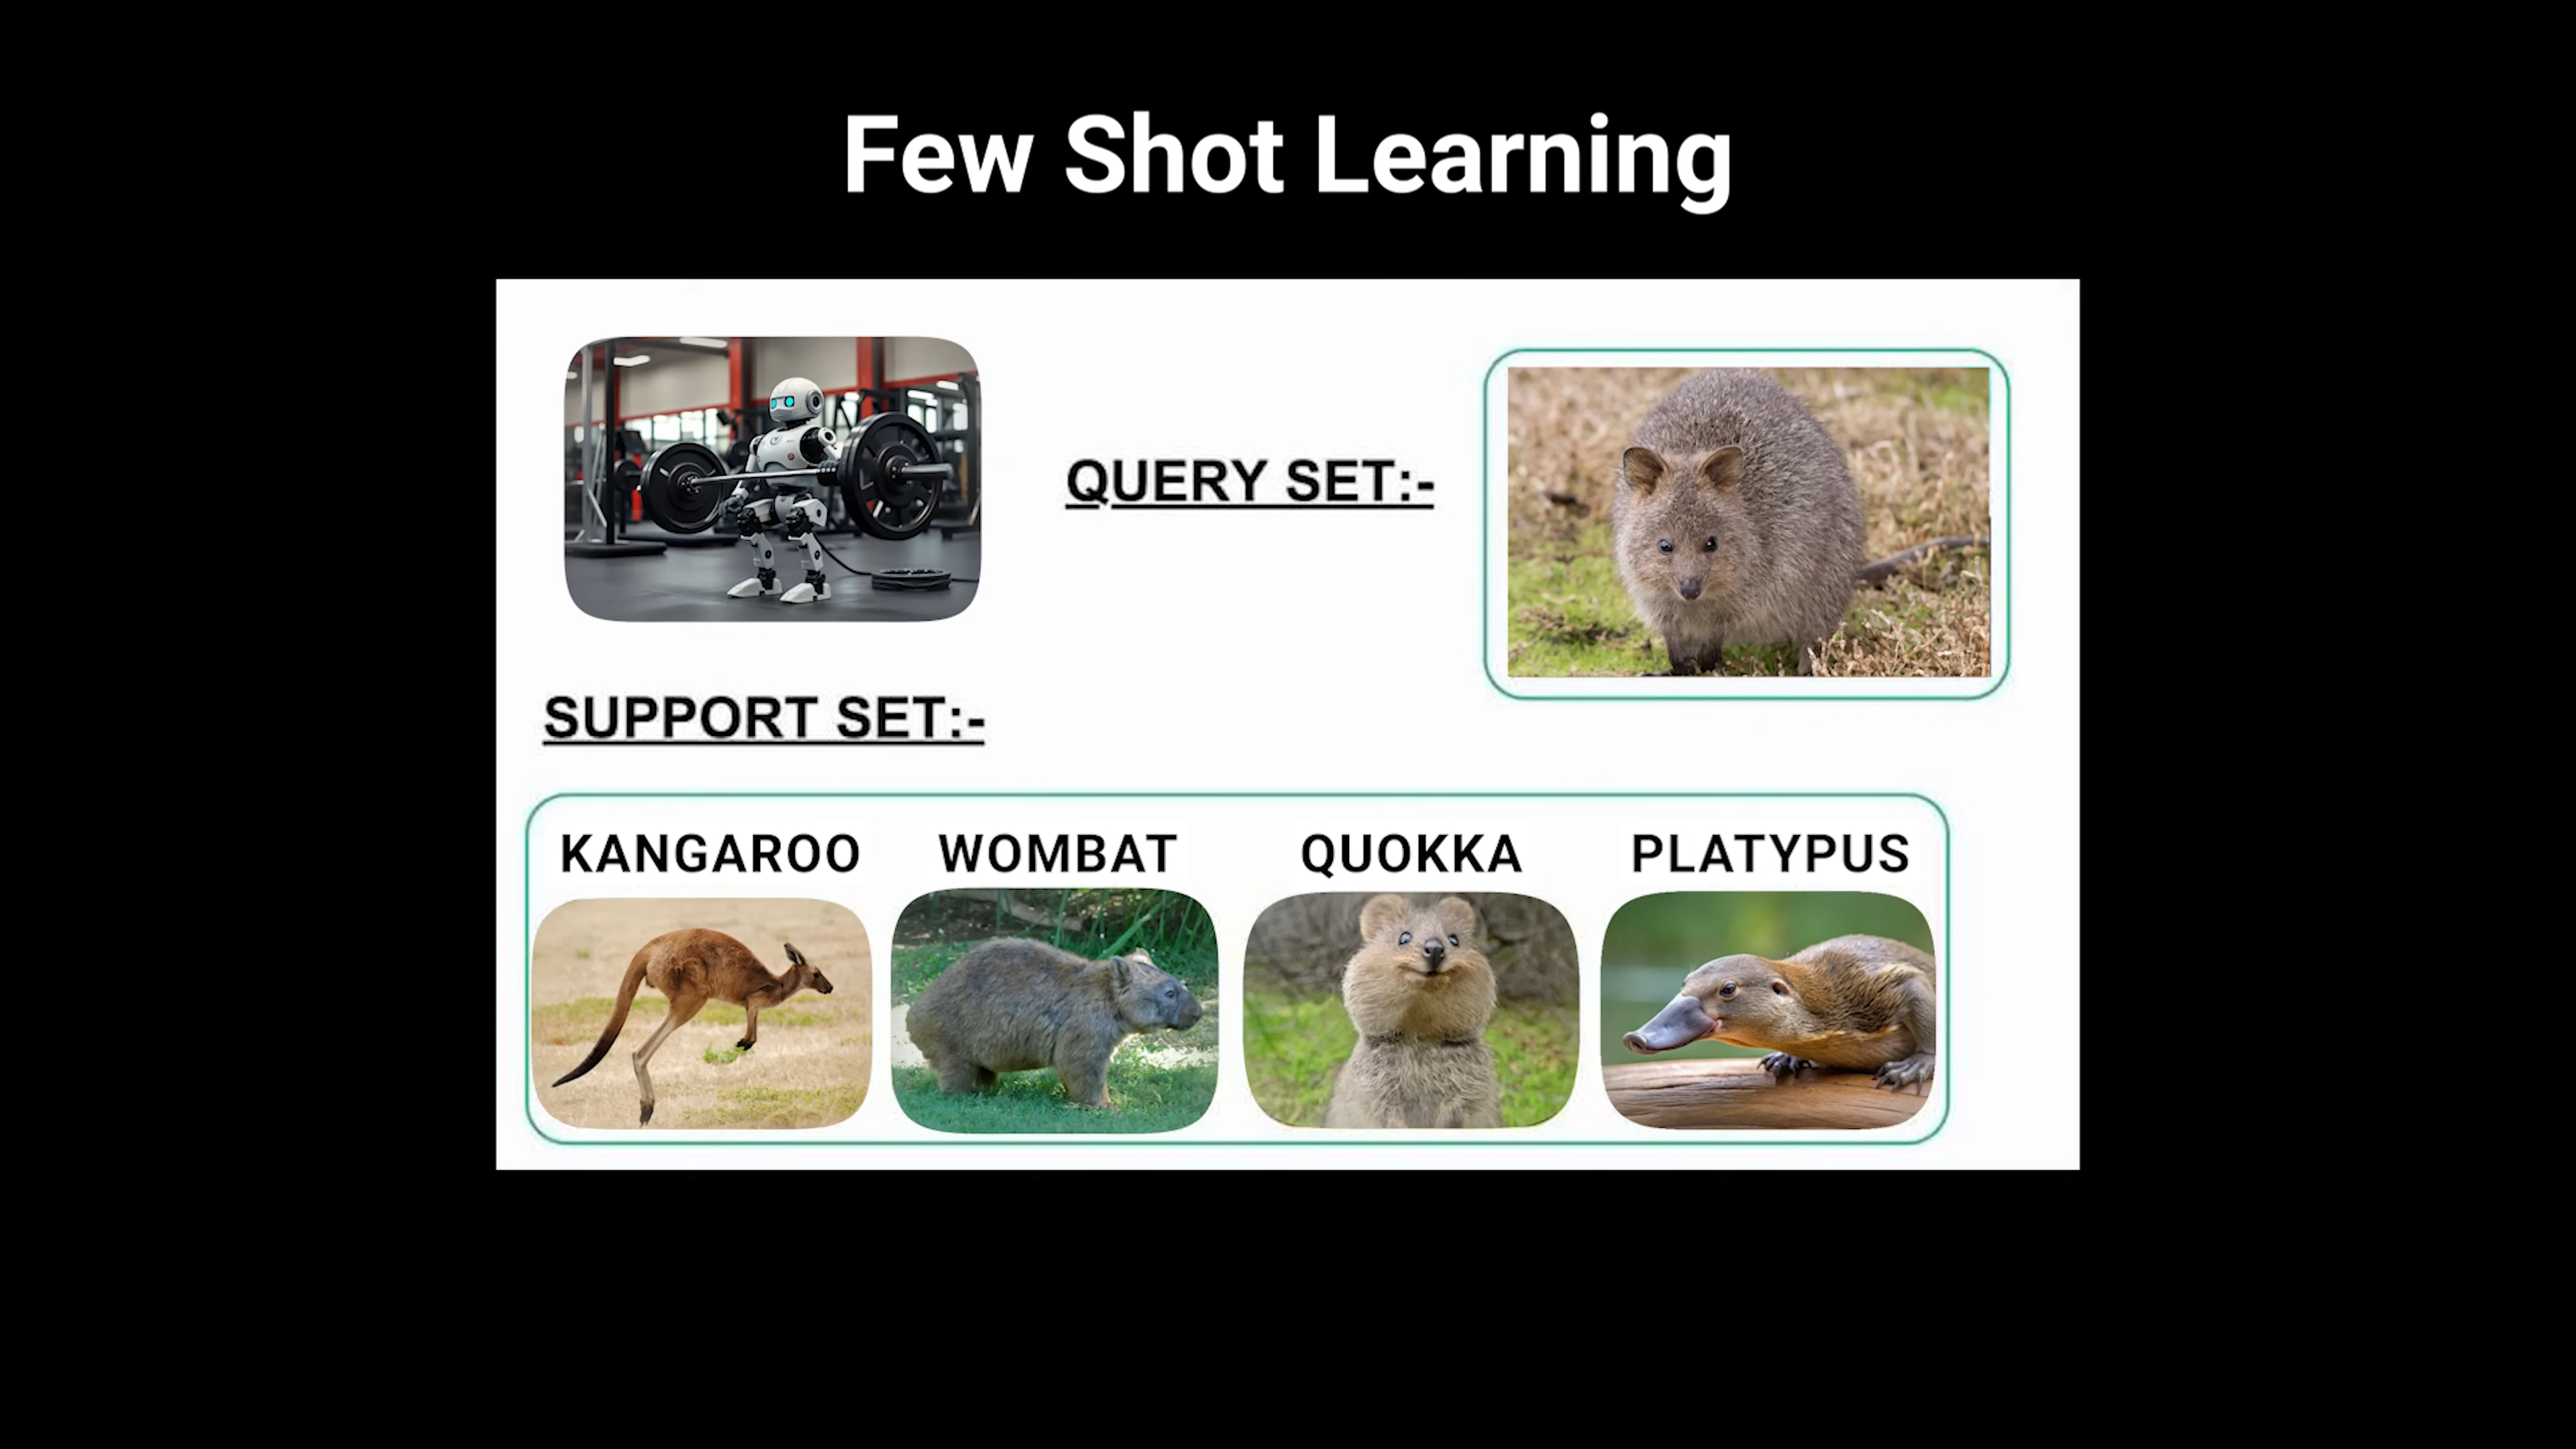 Few Shot Learning
QUERY SET:-
SUPPORT SET:-
KANGAROO WOMBAT QUOKKA PLATYPUS